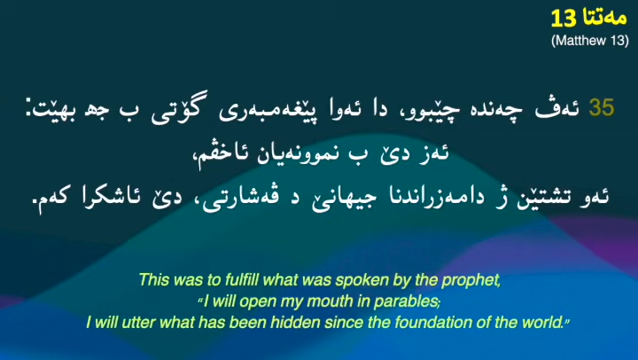 مەتتا 13
(Matthew 13)
35 ئەڤ چەندە چێبوو، دا ئەوا پێغەمبەری گۆتی ب جھ بهێت:
ئەز دێ ب نموونەیان ئاخڤم،
ئەو تشتێن ژ دامەزراندنا جیهانێ د ڤەشارتی، دێ ئاشکرا کەم.
This was to fulfill what was spoken by the prophet,
“I will open my mouth in parables;
I will utter what has been hidden since the foundation of the world.”